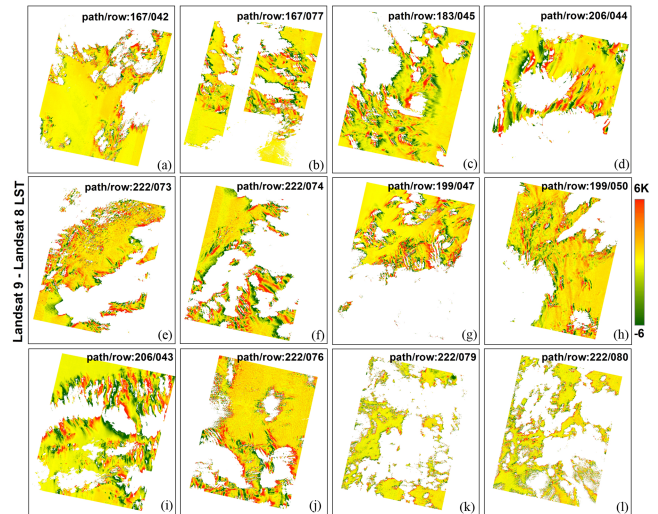 path/row:167/042
path/row:167/077
path/row:183/045
path/row:206/044
(a)
(b)
(c)
(d)
path/row:222/073
path/row:222/074
path/row:199/047
path/row:199/050
(e)
(f)
(g)
(h)
path/row:206/043
path/row:222/076
path/row:222/079
path/row:222/080
(i)
(j)
(k)
(l)
Landsat 9 - Landsat 8 LST
6K
-6